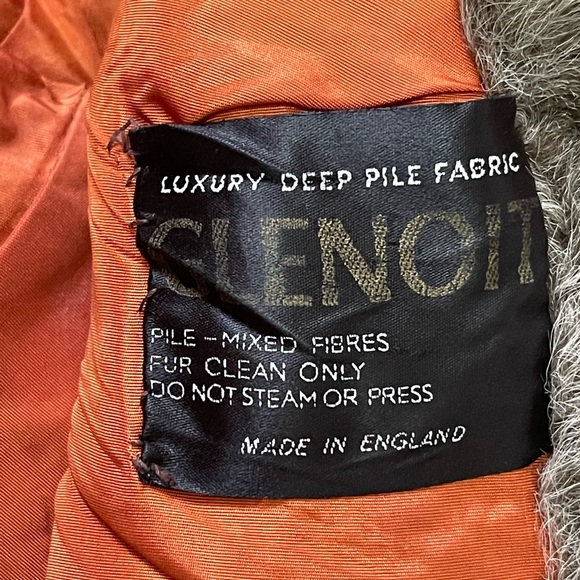 LUXURY DEEP PILE FABRIC
GLENOIT
PILE - MIXED FIBRES
FUR CLEAN ONLY
DO NOT STEAM OR PRESS
MADE IN ENGLAND